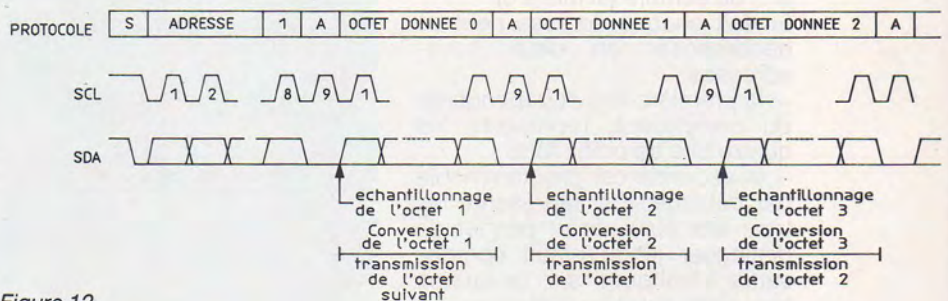 PROTOCOLE S ADRESSE 1 A OCTET DONNEE 0 A OCTET DONNEE 1 A OCTET DONNEE 2 A
SCL 1 2 8 9 1 9 1 9 1
SDA
echantillonnage de l'octet 1
echantillonnage de l'octet 2
echantillonnage de l'octet 3
Conversion de l'octet 1
Conversion de l'octet 2
Conversion de l'octet 3
transmission de l'octet suivant
transmission de l'octet 1
transmission de l'octet 2
Figure 12